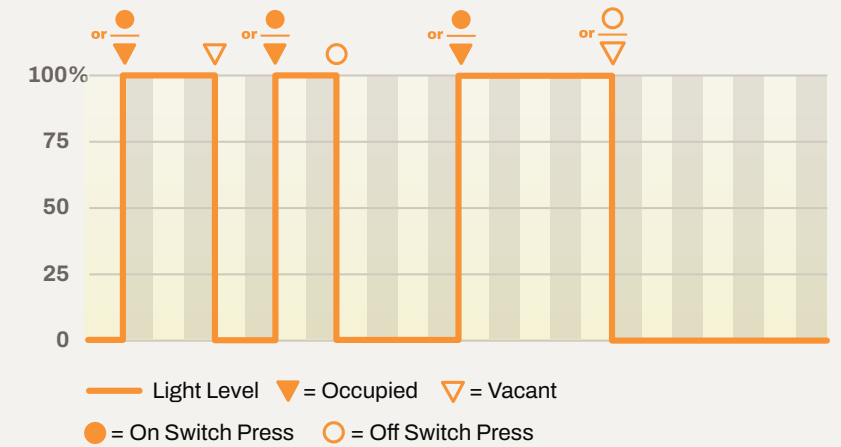 or
or
or
or
100%
75
50
25
0
Light Level = Occupied = Vacant
= On Switch Press = Off Switch Press